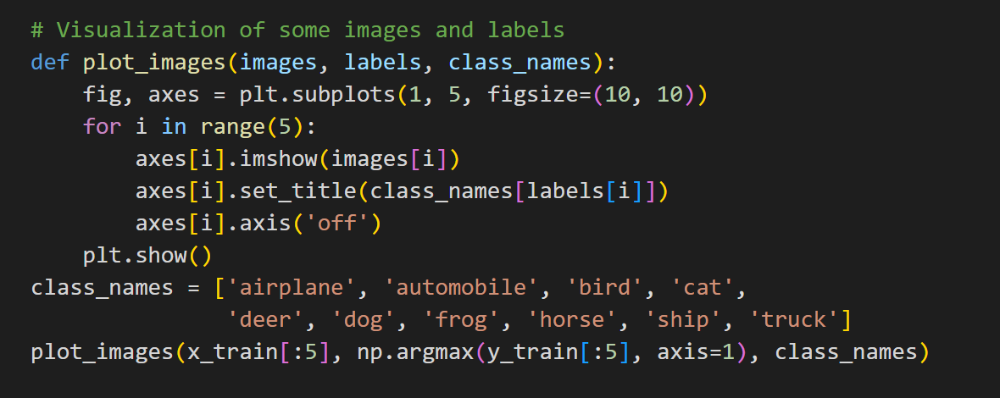 # Visualization of some images and labels
def plot_images(images, labels, class_names):
    fig, axes = plt.subplots(1, 5, figsize=(10, 10))
    for i in range(5):
        axes[i].imshow(images[i])
        axes[i].set_title(class_names[labels[i]])
        axes[i].axis('off')
    plt.show()
class_names = ['airplane', 'automobile', 'bird', 'cat',
               'deer', 'dog', 'frog', 'horse', 'ship', 'truck']
plot_images(x_train[:5], np.argmax(y_train[:5], axis=1), class_names)